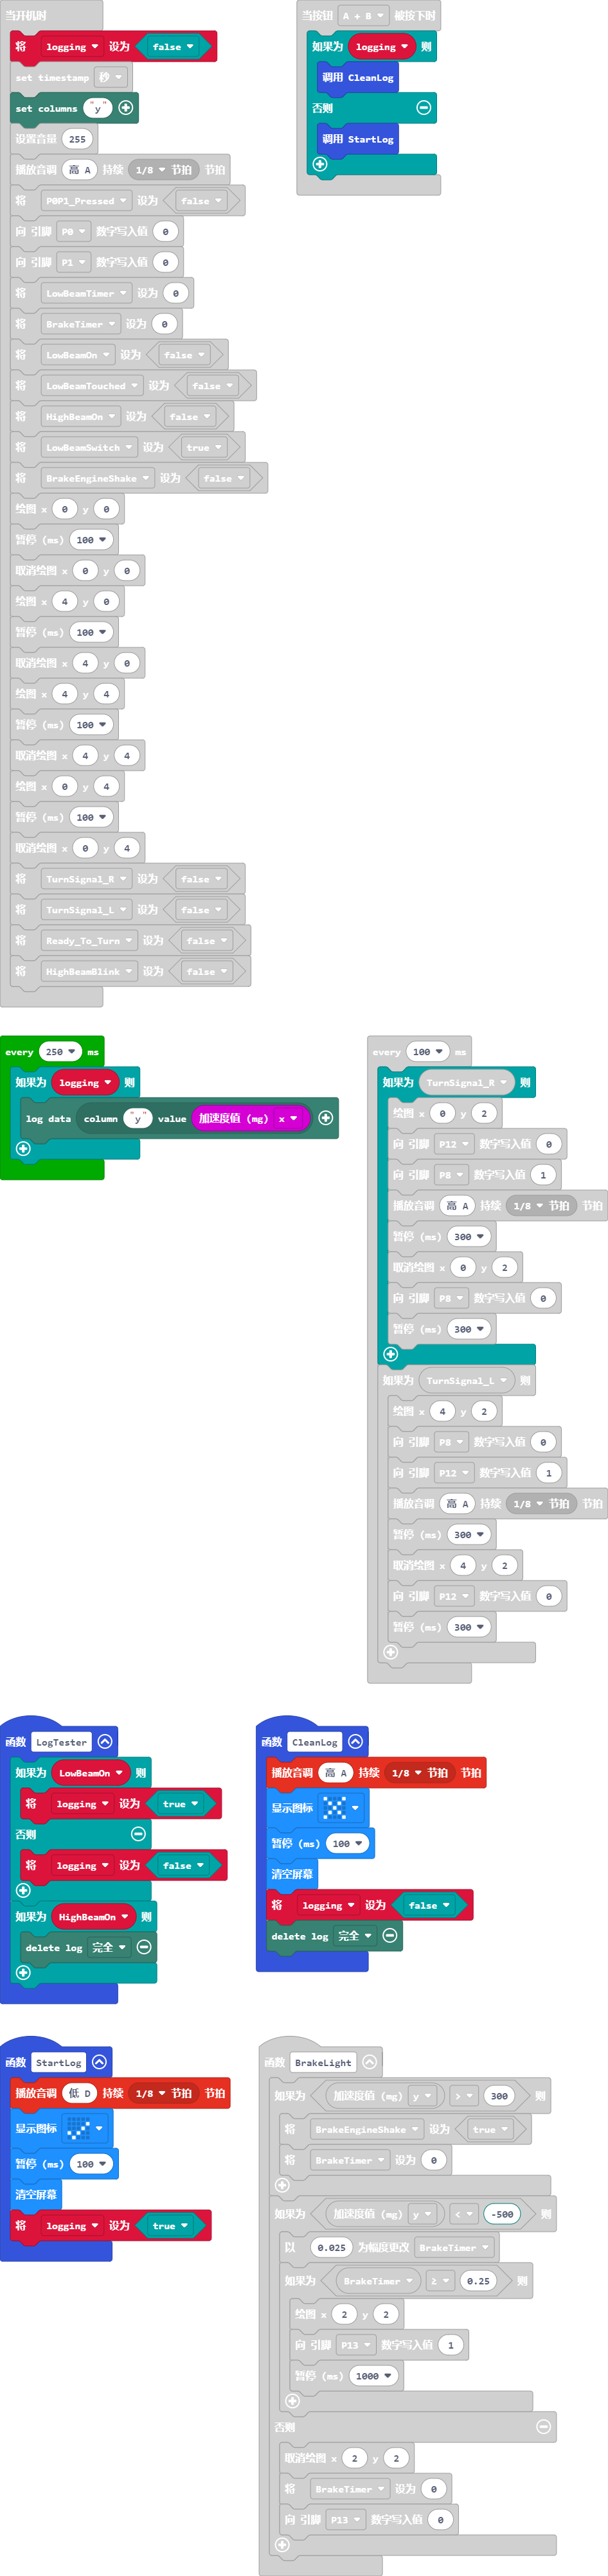 当开机时
将 logging 设为 false
set timestamp 秒
set columns "y"
设置音量 255
播放音调 高 A 持续 1/8 节拍 节拍
将 P0P1_Pressed 设为 false
向 引脚 P0 数字写入值 0
向 引脚 P1 数字写入值 0
将 LowBeamTimer 设为 0
将 BrakeTimer 设为 0
将 LowBeamOn 设为 false
将 LowBeamTouched 设为 false
将 HighBeamOn 设为 false
将 LowBeamSwitch 设为 true
将 BrakeEngineShake 设为 false
绘图 x 0 y 0
暂停 (ms) 100
取消绘图 x 0 y 0
绘图 x 4 y 0
暂停 (ms) 100
取消绘图 x 4 y 0
绘图 x 4 y 4
暂停 (ms) 100
取消绘图 x 4 y 4
绘图 x 0 y 4
暂停 (ms) 100
取消绘图 x 0 y 4
将 TurnSignal_R 设为 false
将 TurnSignal_L 设为 false
将 Ready_To_Turn 设为 false
将 HighBeamBlink 设为 false
当按钮 A + B 被按下时
如果为 logging 则
调用 CleanLog
否则
调用 StartLog
every 250 ms
如果为 logging 则
log data column "y" value 加速度值 (mg) x
every 100 ms
如果为 TurnSignal_R 则
绘图 x 0 y 2
向 引脚 P12 数字写入值 0
向 引脚 P8 数字写入值 1
播放音调 高 A 持续 1/8 节拍 节拍
暂停 (ms) 300
取消绘图 x 0 y 2
向 引脚 P8 数字写入值 0
暂停 (ms) 300
如果为 TurnSignal_L 则
绘图 x 4 y 2
向 引脚 P8 数字写入值 0
向 引脚 P12 数字写入值 1
播放音调 高 A 持续 1/8 节拍 节拍
暂停 (ms) 300
取消绘图 x 4 y 2
向 引脚 P12 数字写入值 0
暂停 (ms) 300
函数 LogTester
如果为 LowBeamOn 则
将 logging 设为 true
否则
将 logging 设为 false
如果为 HighBeamOn 则
delete log 完全
函数 CleanLog
播放音调 高 A 持续 1/8 节拍 节拍
显示图标
暂停 (ms) 100
清空屏幕
将 logging 设为 false
delete log 完全
函数 StartLog
播放音调 低 D 持续 1/8 节拍 节拍
显示图标
暂停 (ms) 100
清空屏幕
将 logging 设为 true
函数 BrakeLight
如果为 加速度值 (mg) y > 300 则
将 BrakeEngineShake 设为 true
将 BrakeTimer 设为 0
如果为 加速度值 (mg) y < -500 则
以 0.025 为幅度更改 BrakeTimer
如果为 BrakeTimer ≥ 0.25 则
绘图 x 2 y 2
向 引脚 P13 数字写入值 1
暂停 (ms) 1000
否则
取消绘图 x 2 y 2
将 BrakeTimer 设为 0
向 引脚 P13 数字写入值 0